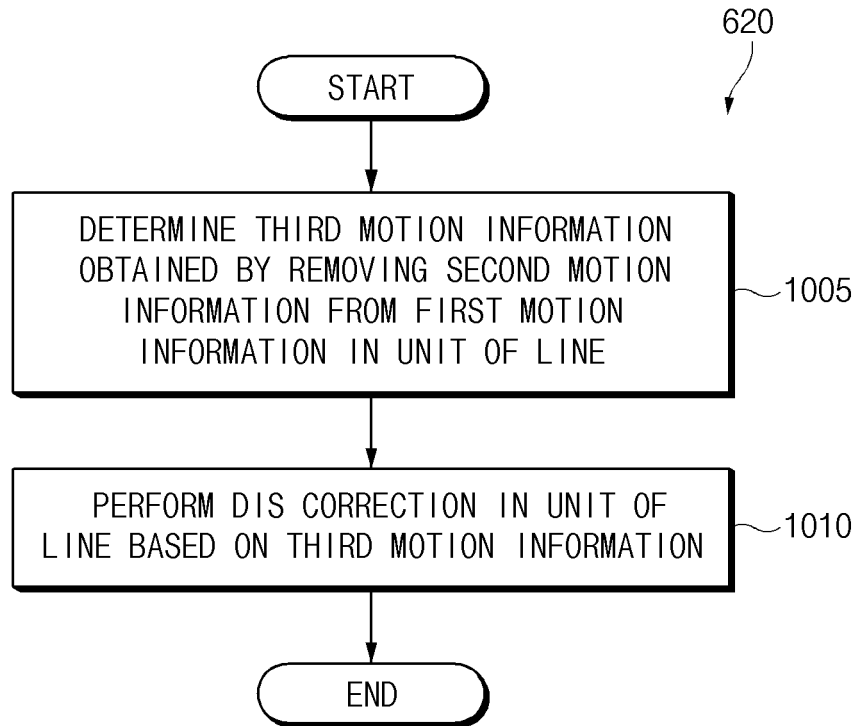 620
START
DETERMINE THIRD MOTION INFORMATION
OBTAINED BY REMOVING SECOND MOTION
INFORMATION FROM FIRST MOTION
INFORMATION IN UNIT OF LINE
1005
PERFORM DIS CORRECTION IN UNIT OF
LINE BASED ON THIRD MOTION INFORMATION
1010
END